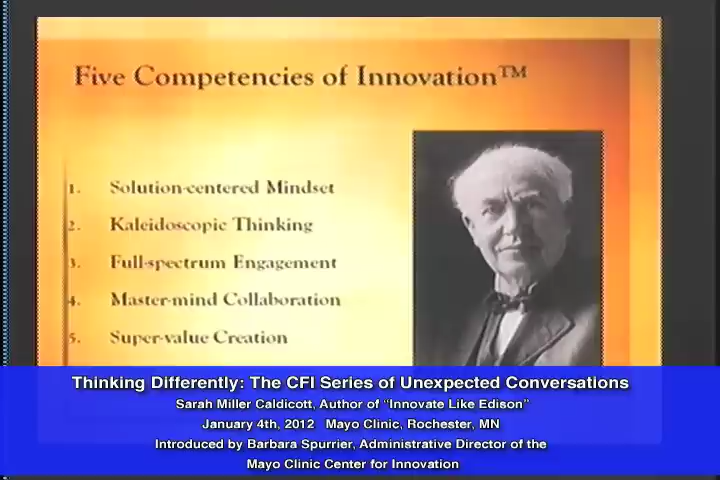 Five Competencies of Innovation™
1. Solution-centered Mindset
2. Kaleidoscopic Thinking
3. Full-spectrum Engagement
4. Master-mind Collaboration
5. Super-value Creation
Thinking Differently: The CFI Series of Unexpected Conversations
Sarah Miller Caldicott, Author of “Innovate Like Edison”
January 4th, 2012 Mayo Clinic, Rochester, MN
Introduced by Barbara Spurrier, Administrative Director of the
Mayo Clinic Center for Innovation